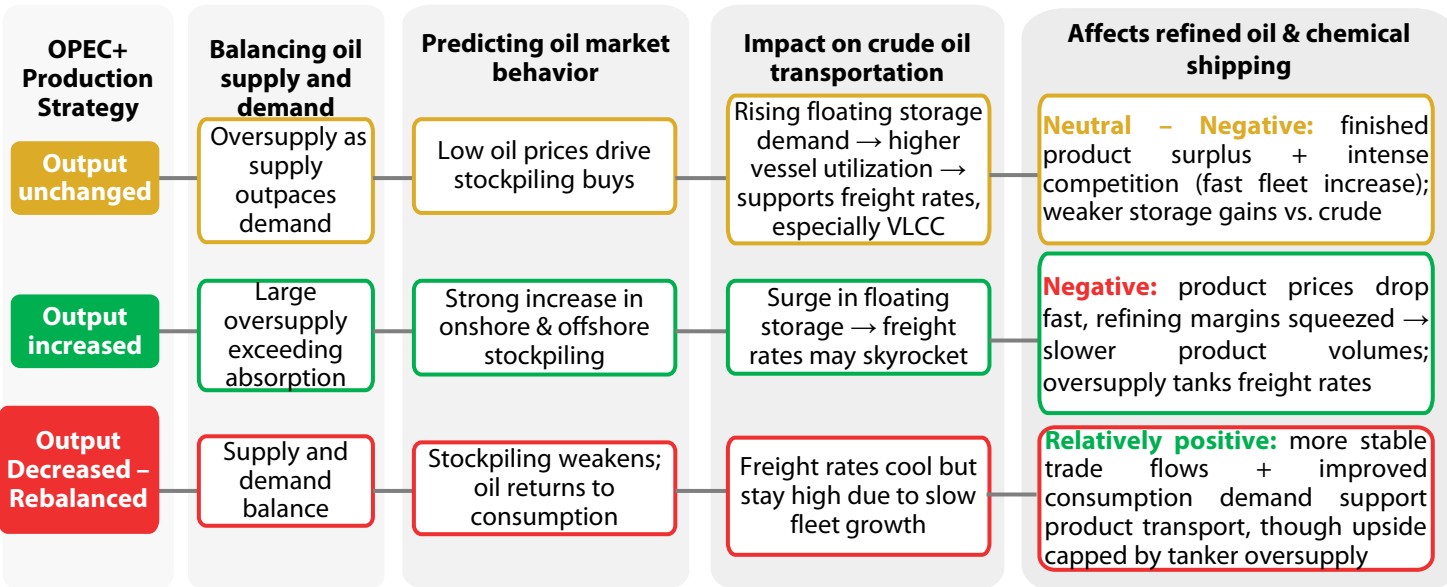 OPEC+
Production
Strategy
Balancing oil
supply and
demand
Predicting oil market
behavior
Impact on crude oil
transportation
Affects refined oil & chemical
shipping
Output
unchanged
Oversupply as
supply
outpaces
demand
Low oil prices drive
stockpiling buys
Rising floating storage
demand → higher
vessel utilization →
supports freight rates,
especially VLCC
Neutral – Negative: finished
product surplus + intense
competition (fast fleet increase);
weaker storage gains vs. crude
Output
increased
Large
oversupply
exceeding
absorption
Strong increase in
onshore & offshore
stockpiling
Surge in floating
storage → freight
rates may skyrocket
Negative: product prices drop
fast, refining margins squeezed →
slower product volumes;
oversupply tanks freight rates
Output
Decreased –
Rebalanced
Supply and
demand
balance
Stockpiling weakens;
oil returns to
consumption
Freight rates cool but
stay high due to slow
fleet growth
Relatively positive: more stable
trade flows + improved
consumption demand support
product transport, though upside
capped by tanker oversupply